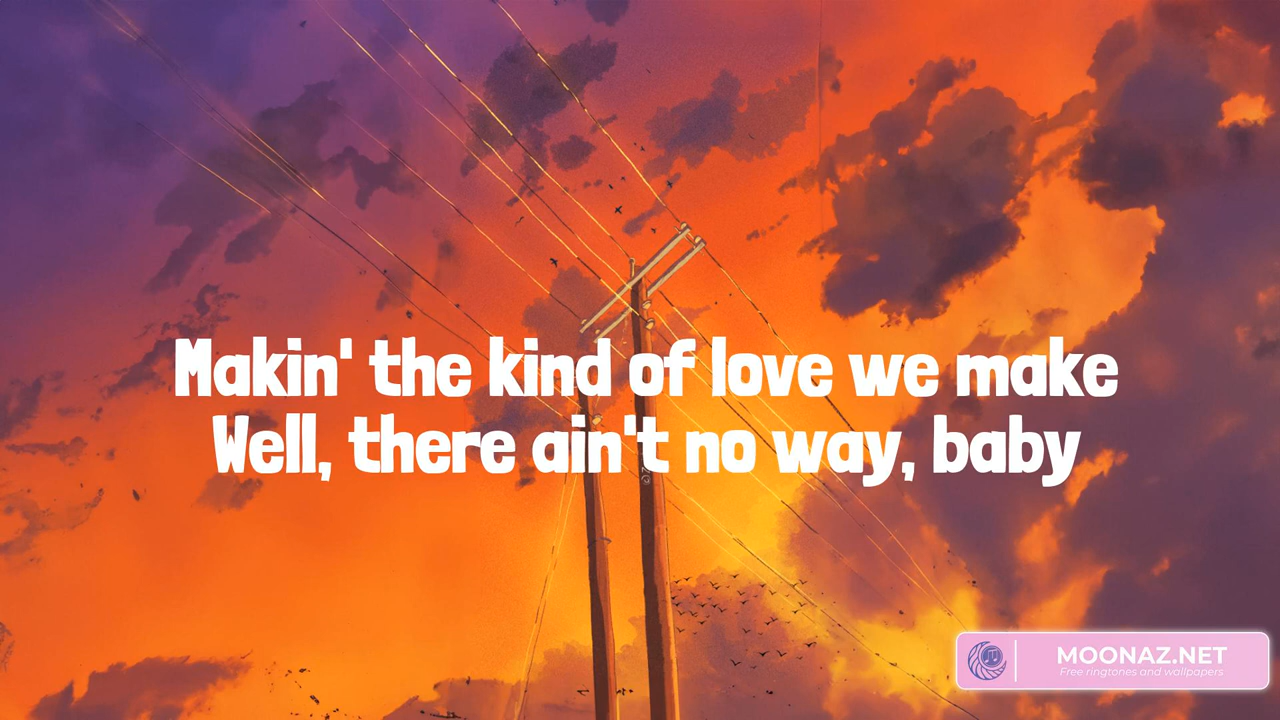 Makin' the kind of love we make
Well, there ain't no way, baby
MOONAZ.NET
Free ringtones and wallpapers